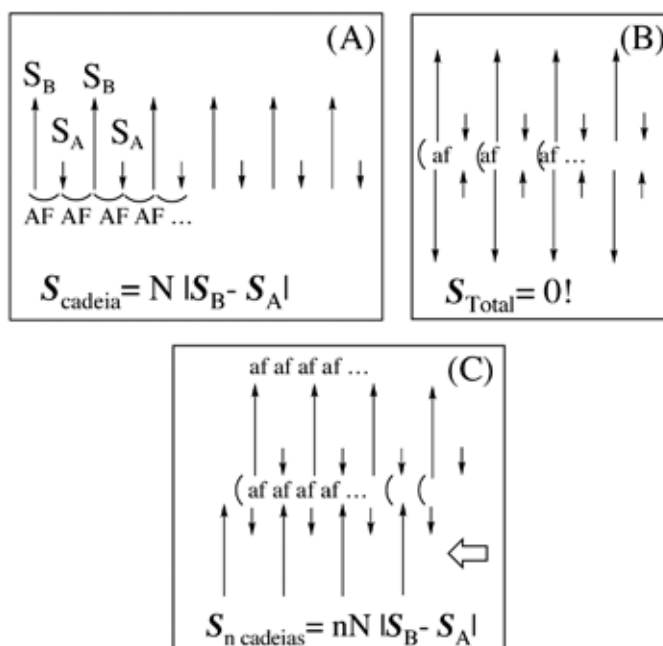 (A)
S_B S_B
S_A S_A
AF AF AF AF ...
S_cadeia = N |S_B - S_A|
(B)
(af (af (af ...
S_Total = 0!
(C)
af af af af ...
(af af af af ... ( (
S_n cadeias = nN |S_B - S_A|